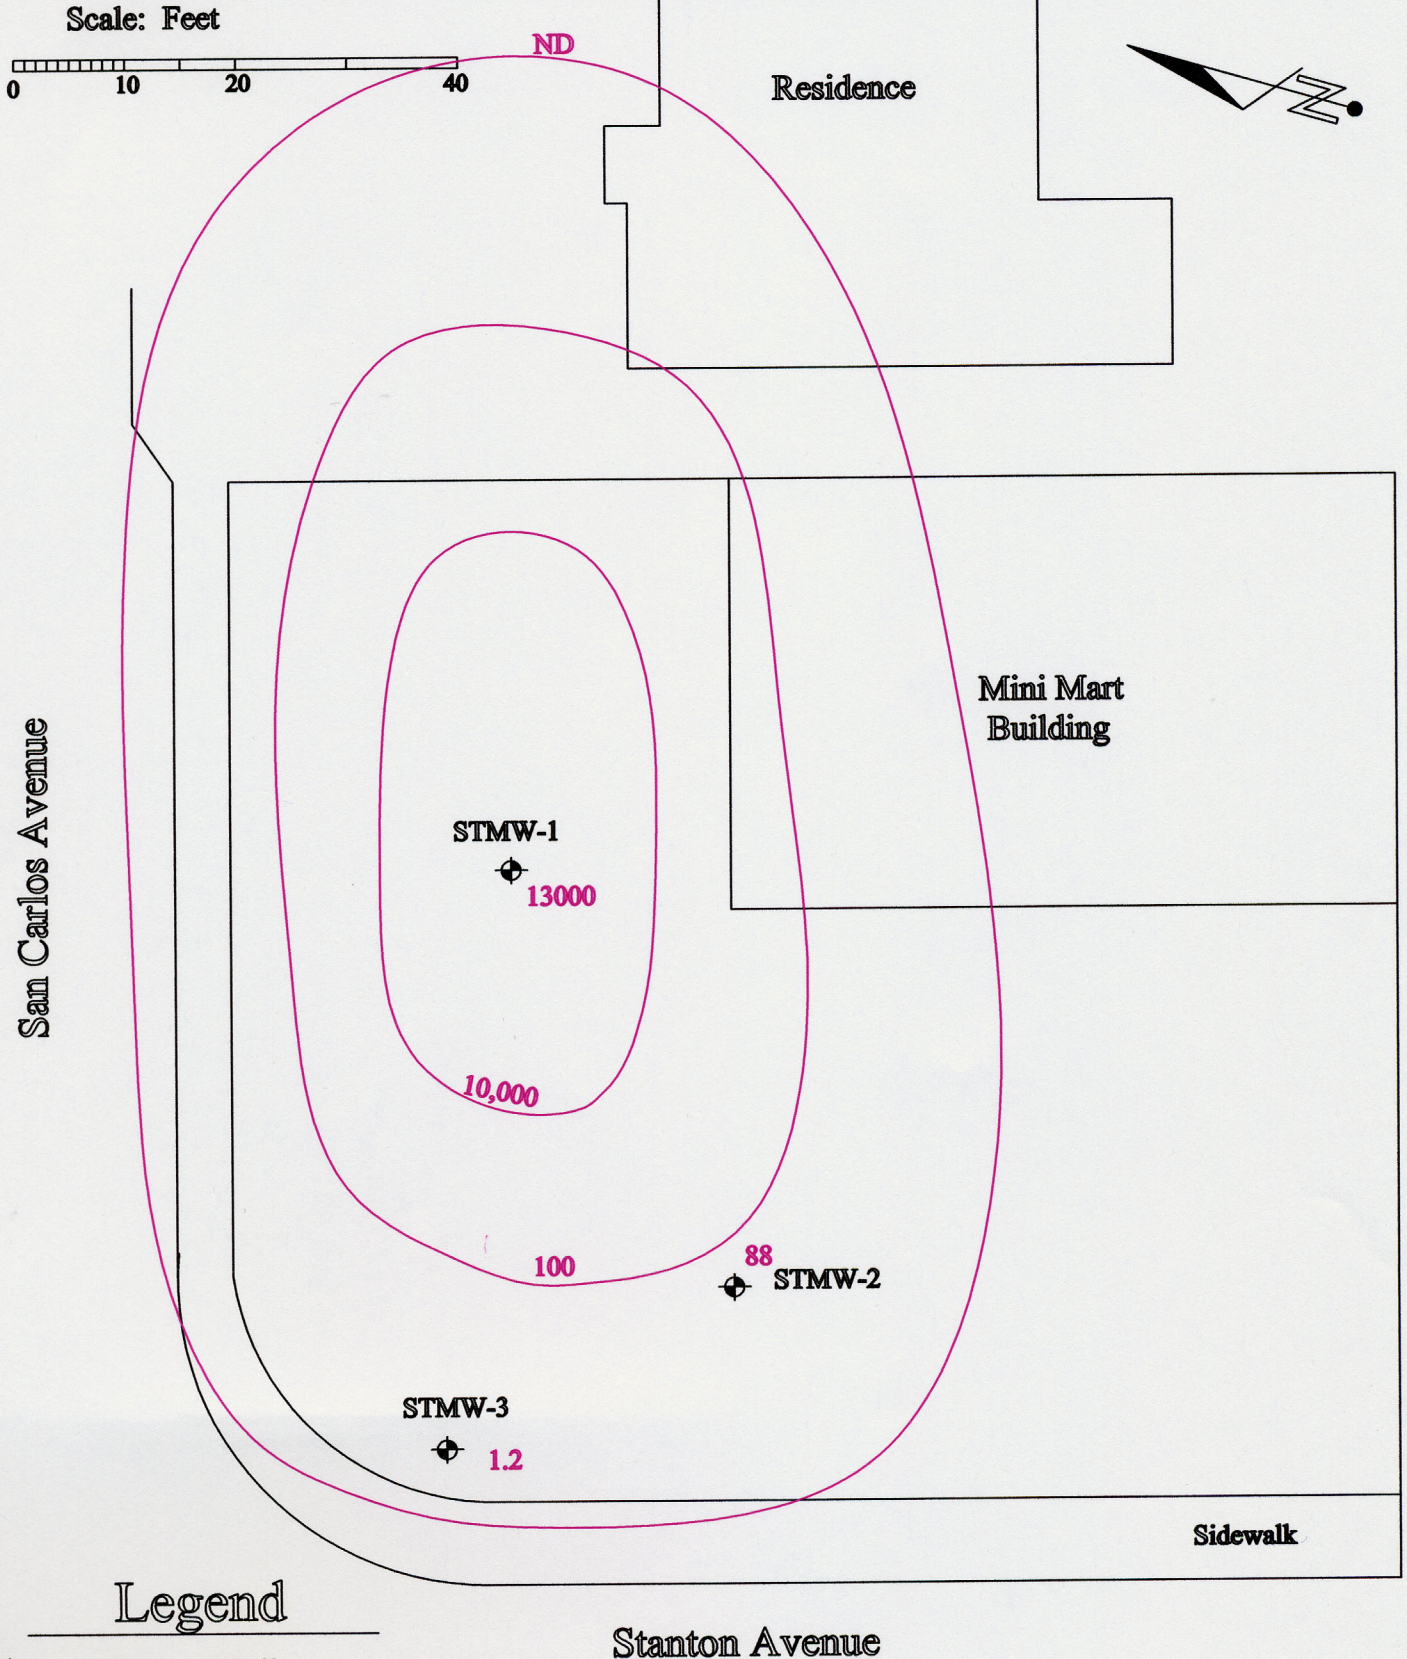 Scale: Feet
0 10 20 40
ND
Residence
N
San Carlos Avenue
Mini Mart
Building
STMW-1
13000
10,000
100
88
STMW-2
STMW-3
1.2
Sidewalk
Legend
Stanton Avenue